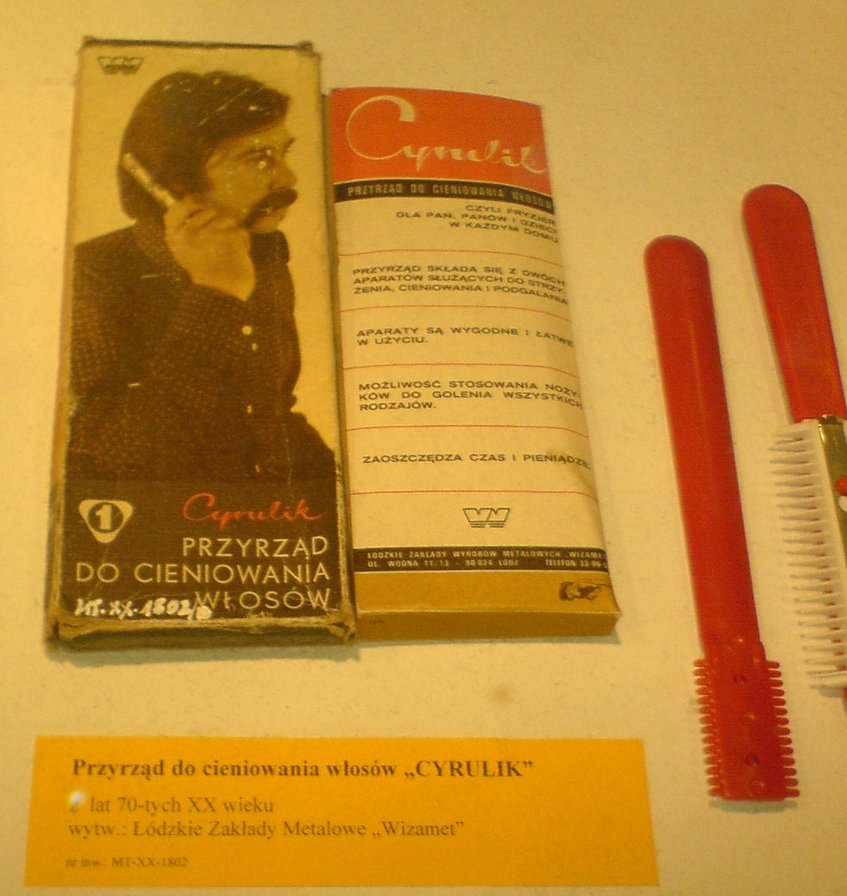 1
Cyrulik
PRZYRZĄD
DO CIENIOWANIA
WŁOSÓW
MT-XX-1802/
Cyrulik
PRZYRZĄD DO CIENIOWANIA WŁOSÓW
CZYLI FRYZJER
DLA PAŃ, PANÓW I DZIECI
W KAŻDYM DOMU
PRZYRZĄD SKŁADA SIĘ Z DWÓCH
APARATÓW SŁUŻĄCYCH DO STRZY-
ŻENIA, CIENIOWANIA I PODGALANIA
APARATY SĄ WYGODNE I ŁATWE
W UŻYCIU.
MOŻLIWOŚĆ STOSOWANIA NOŻY-
KÓW DO GOLENIA WSZYSTKICH
RODZAJÓW.
ZAOSZCZĘDZA CZAS I PIENIĄDZE
ŁÓDZKIE ZAKŁADY WYROBÓW METALOWYCH „WIZAMET
UL. WODNA 11/13 - 90 024 ŁÓDŹ TELEFON
Przyrząd do cieniowania włosów „CYRULIK”
lat 70-tych XX wieku
wytw.: Łódzkie Zakłady Metalowe „Wizamet”
nr inw.: MT-XX-1802